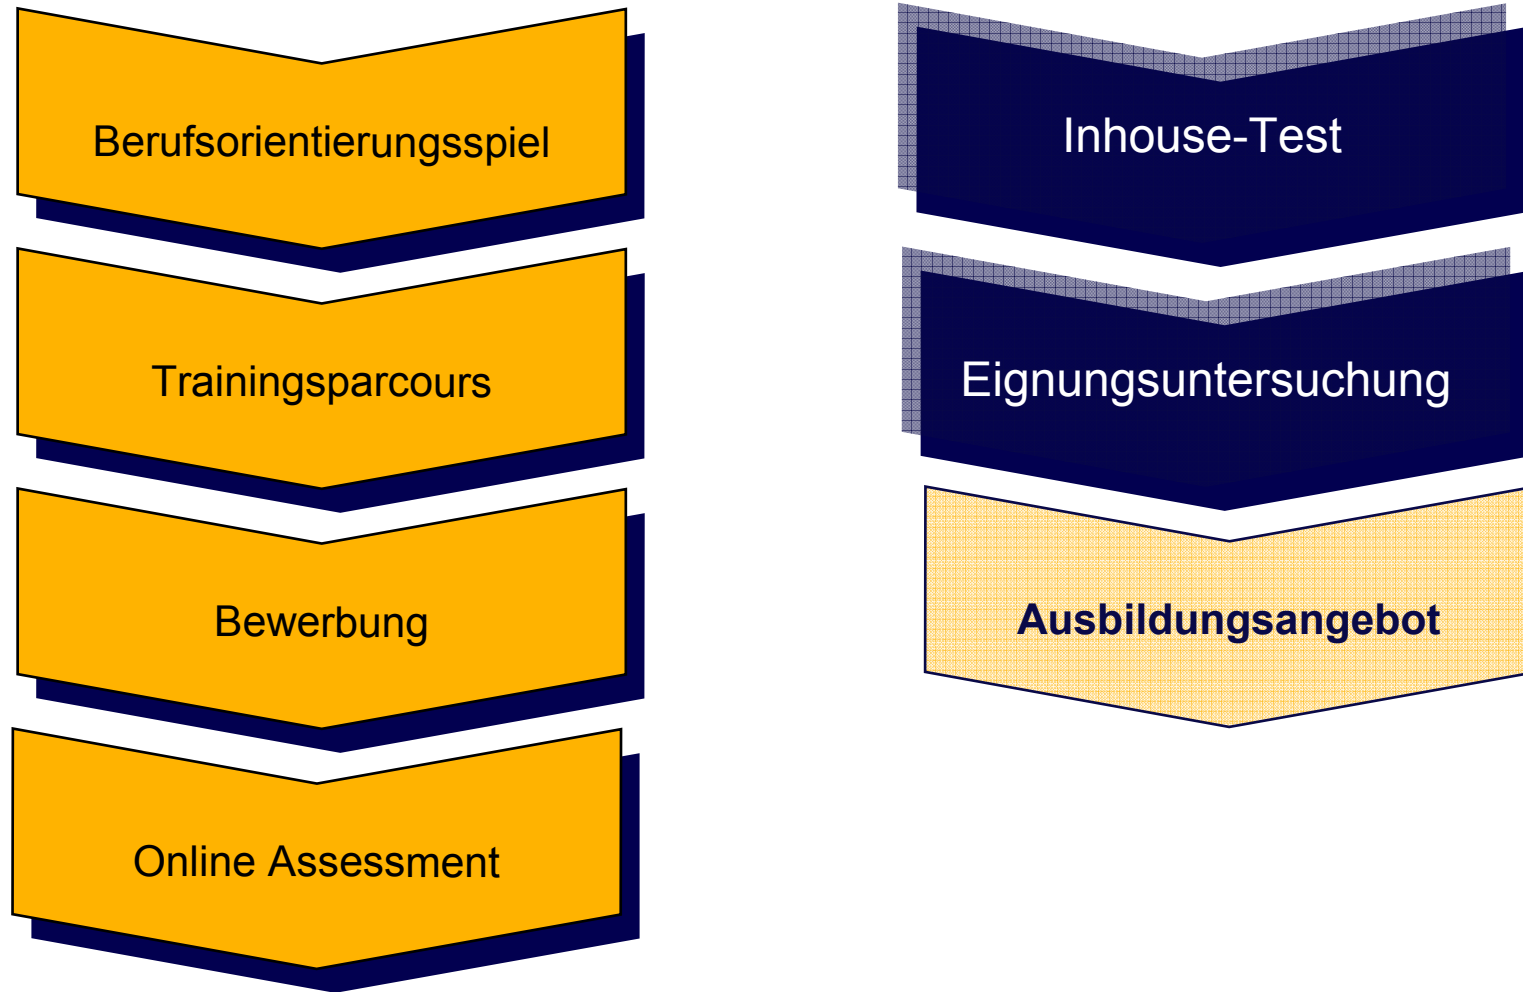 Berufsorientierungsspiel
Trainingsparcours
Bewerbung
Online Assessment
Inhouse-Test
Eignungsuntersuchung
Ausbildungsangebot